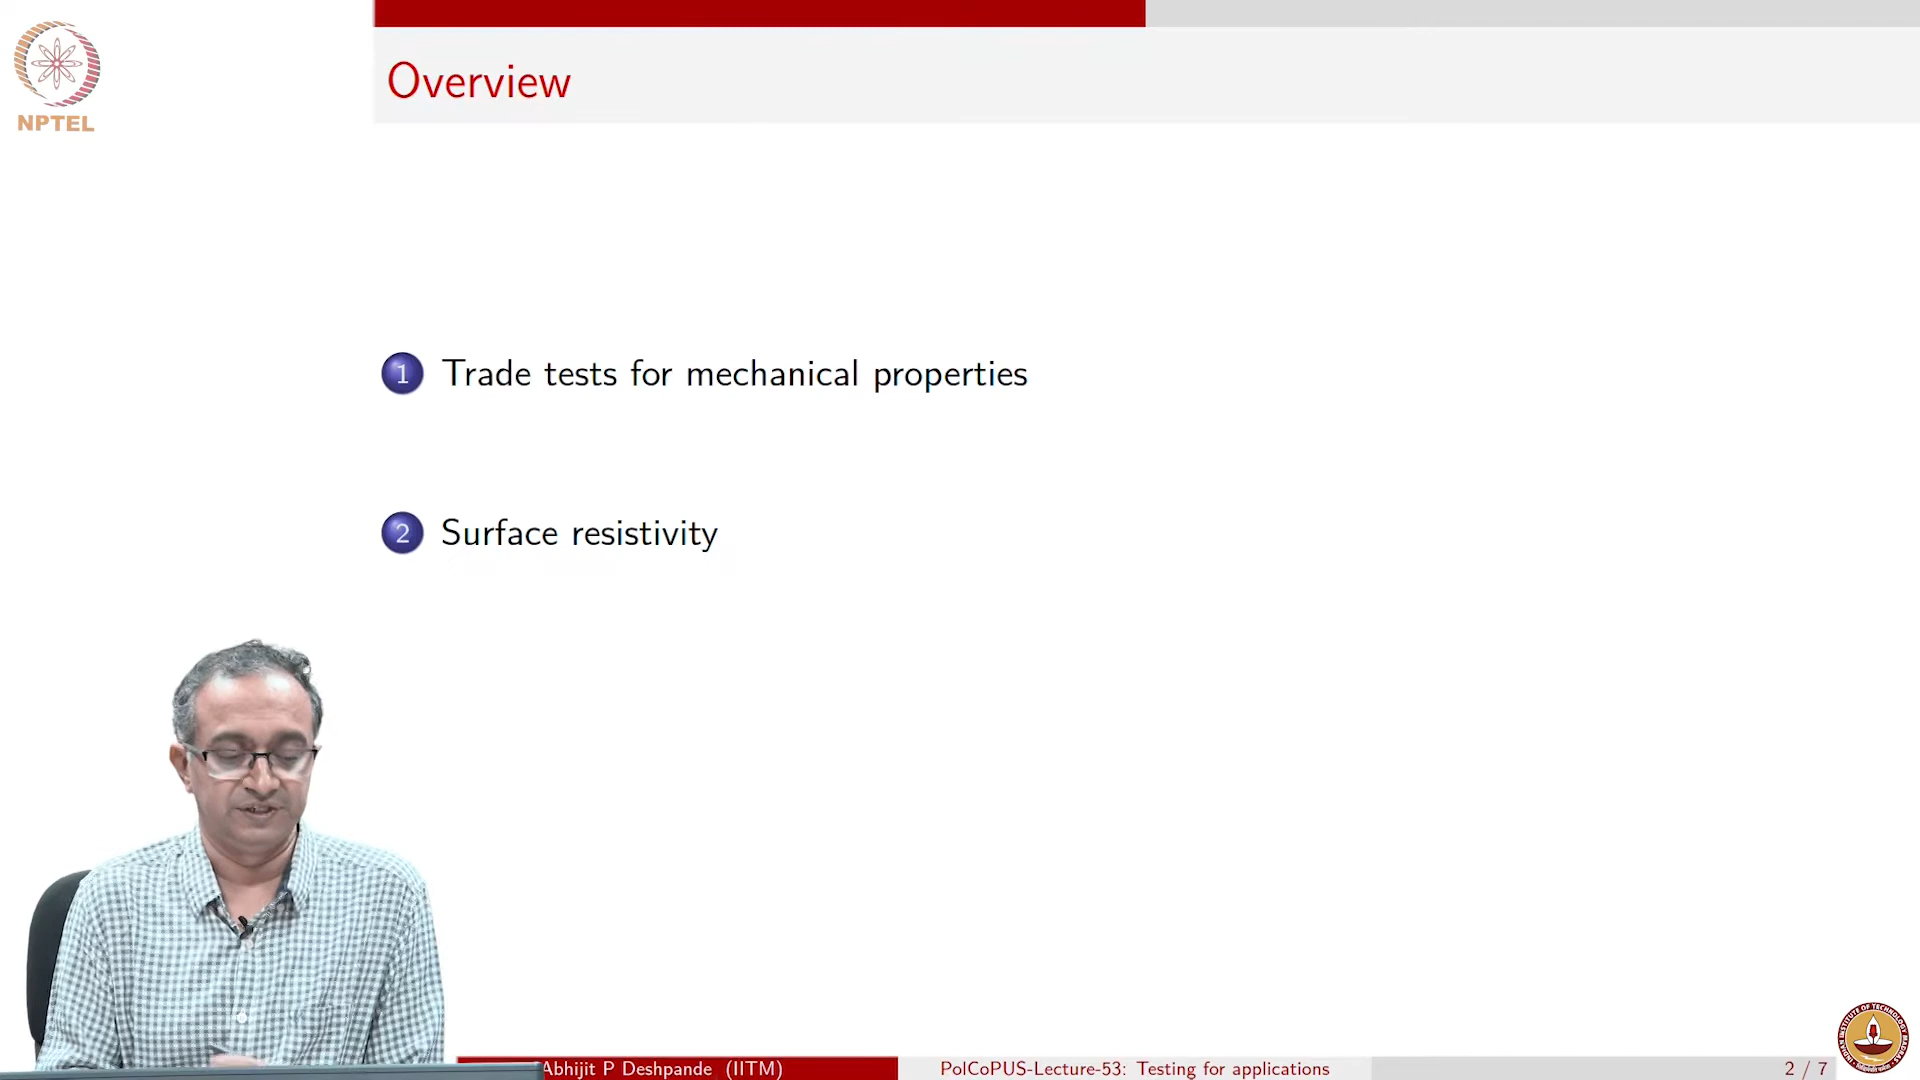 NPTEL
Overview
1 Trade tests for mechanical properties
2 Surface resistivity
Abhijit P Deshpande (IITM)
PolCoPUS-Lecture-53: Testing for applications
2 / 7